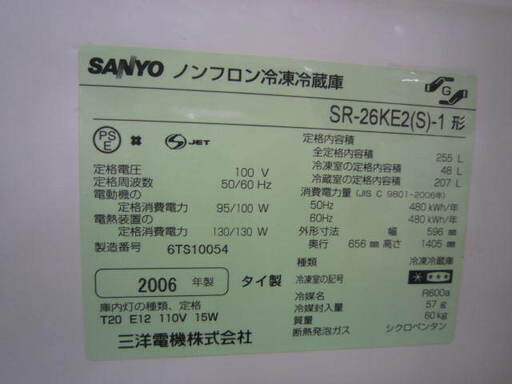 SANYO ノンフロン冷凍冷蔵庫
SR-26KE2(S)-1 形
PS E JET
定格電圧 100 V
定格周波数 50/60 Hz
電動機の
定格消費電力 95/100 W
電熱装置の
定格消費電力 130/130 W
製造番号 6TS10054
2006 年製 タイ製
庫内灯の種類、定格
T20 E12 110V 15W
三洋電機株式会社
定格内容積
全定格内容積 255 L
冷凍室の定格内容積 48 L
冷蔵室の定格内容積 207 L
消費電力量 (JIS C 9801-2006年)
50Hz 480 kWh/年
60Hz 480 kWh/年
外形寸法 幅 596 mm
奥行 656 mm 高さ 1405 mm
種類 冷凍冷蔵庫
冷凍室の記号 * ***
冷媒名 R600a
冷媒封入量 57 g
質量 60 kg
断熱発泡ガス シクロペンタン
G